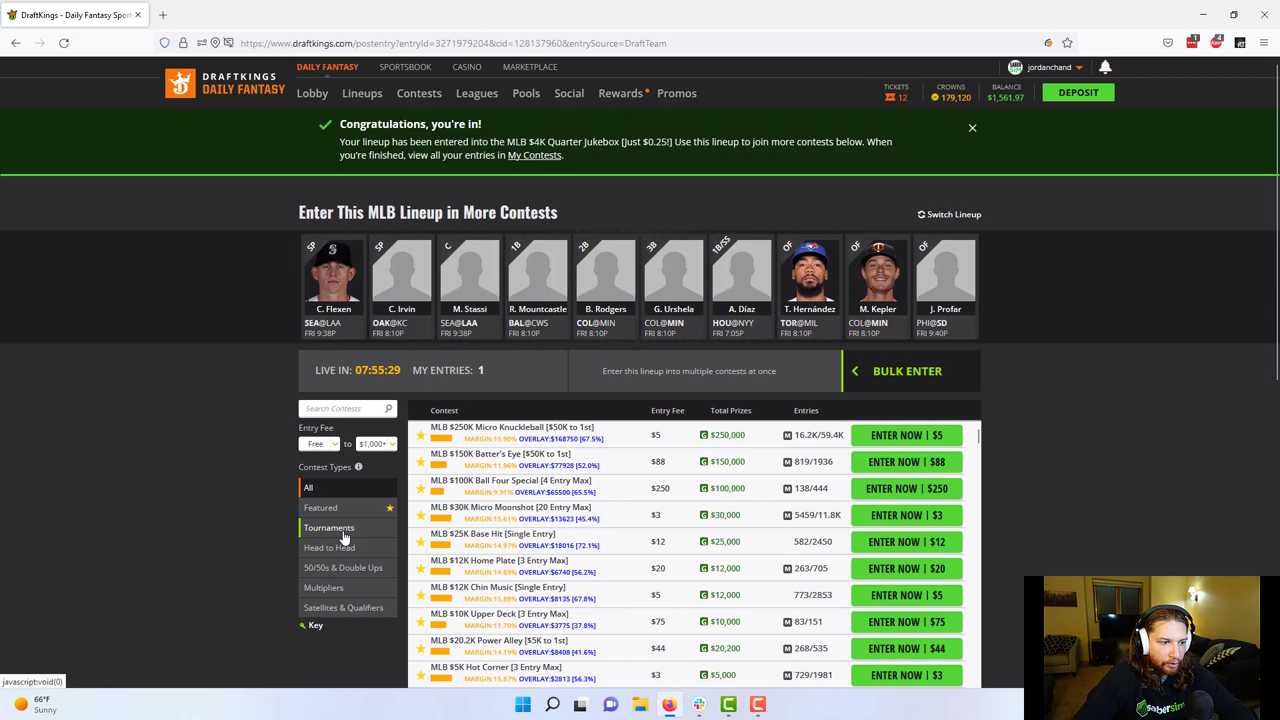 DraftKings - Daily Fantasy Sport
https://www.draftkings.com/postentry?entryId=3271979204&cid=128137960&entrySource=DraftTeam
DAILY FANTASY SPORTSBOOK CASINO MARKETPLACE
jordanchand
DRAFTKINGS
DAILY FANTASY
Lobby Lineups Contests Leagues Pools Social Rewards Promos
TICKETS CROWNS BALANCE
12 179,120 $1,561.97
DEPOSIT
Congratulations, you're in!
Your lineup has been entered into the MLB $4K Quarter Jukebox [Just $0.25!] Use this lineup to join more contests below. When
you're finished, view all your entries in My Contests.
Enter This MLB Lineup in More Contests
Switch Lineup
SP SP C 1B 2B 3B 1B/SS OF OF OF
C. Flexen C. Irvin M. Stassi R. Mountcastle B. Rodgers G. Urshela A. Díaz T. Hernández M. Kepler J. Profar
SEA@LAA OAK@KC SEA@LAA BAL@CWS COL@MIN COL@MIN HOU@NYY TOR@MIL COL@MIN PHI@SD
FRI 9:38P FRI 8:10P FRI 9:38P FRI 8:10P FRI 8:10P FRI 8:10P FRI 7:05P FRI 8:10P FRI 8:10P FRI 9:40P
LIVE IN: 07:55:29 MY ENTRIES: 1
Enter this lineup into multiple contests at once
BULK ENTER
Search Contests
Entry Fee
Free to $1,000+
Contest Types
All
Featured
Tournaments
Head to Head
50/50s & Double Ups
Multipliers
Satellites & Qualifiers
Key
Contest Entry Fee Total Prizes Entries
MLB $250K Micro Knuckleball [$50K to 1st] $5 G $250,000 M 16.2K/59.4K ENTER NOW | $5
MARGIN:15.90% OVERLAY:$168750 [67.5%]
MLB $150K Batter's Eye [$50K to 1st] $88 G $150,000 M 819/1936 ENTER NOW | $88
MARGIN:11.96% OVERLAY:$77928 [52.0%]
MLB $100K Ball Four Special [4 Entry Max] $250 G $100,000 M 138/444 ENTER NOW | $250
MARGIN:9.91% OVERLAY:$65500 [65.5%]
MLB $30K Micro Moonshot [20 Entry Max] $3 G $30,000 M 5459/11.8K ENTER NOW | $3
MARGIN:15.61% OVERLAY:$13623 [45.4%]
MLB $25K Base Hit [Single Entry] $12 G $25,000 582/2450 ENTER NOW | $12
MARGIN:14.97% OVERLAY:$18016 [72.1%]
MLB $12K Home Plate [3 Entry Max] $20 G $12,000 M 263/705 ENTER NOW | $20
MARGIN:14.89% OVERLAY:$6740 [56.2%]
MLB $12K Chin Music [Single Entry] $5 G $12,000 773/2853 ENTER NOW | $5
MARGIN:15.88% OVERLAY:$8135 [67.8%]
MLB $10K Upper Deck [3 Entry Max] $75 G $10,000 M 83/151 ENTER NOW | $75
MARGIN:11.70% OVERLAY:$3775 [37.8%]
MLB $20.2K Power Alley [$5K to 1st] $44 G $20,200 M 268/535 ENTER NOW | $44
MARGIN:14.19% OVERLAY:$8408 [41.6%]
MLB $5K Hot Corner [3 Entry Max] $3 G $5,000 M 729/1981 ENTER NOW | $3
MARGIN:15.87% OVERLAY:$2813 [56.3%]
javascript:void(0)
66°F
Sunny
sabersim